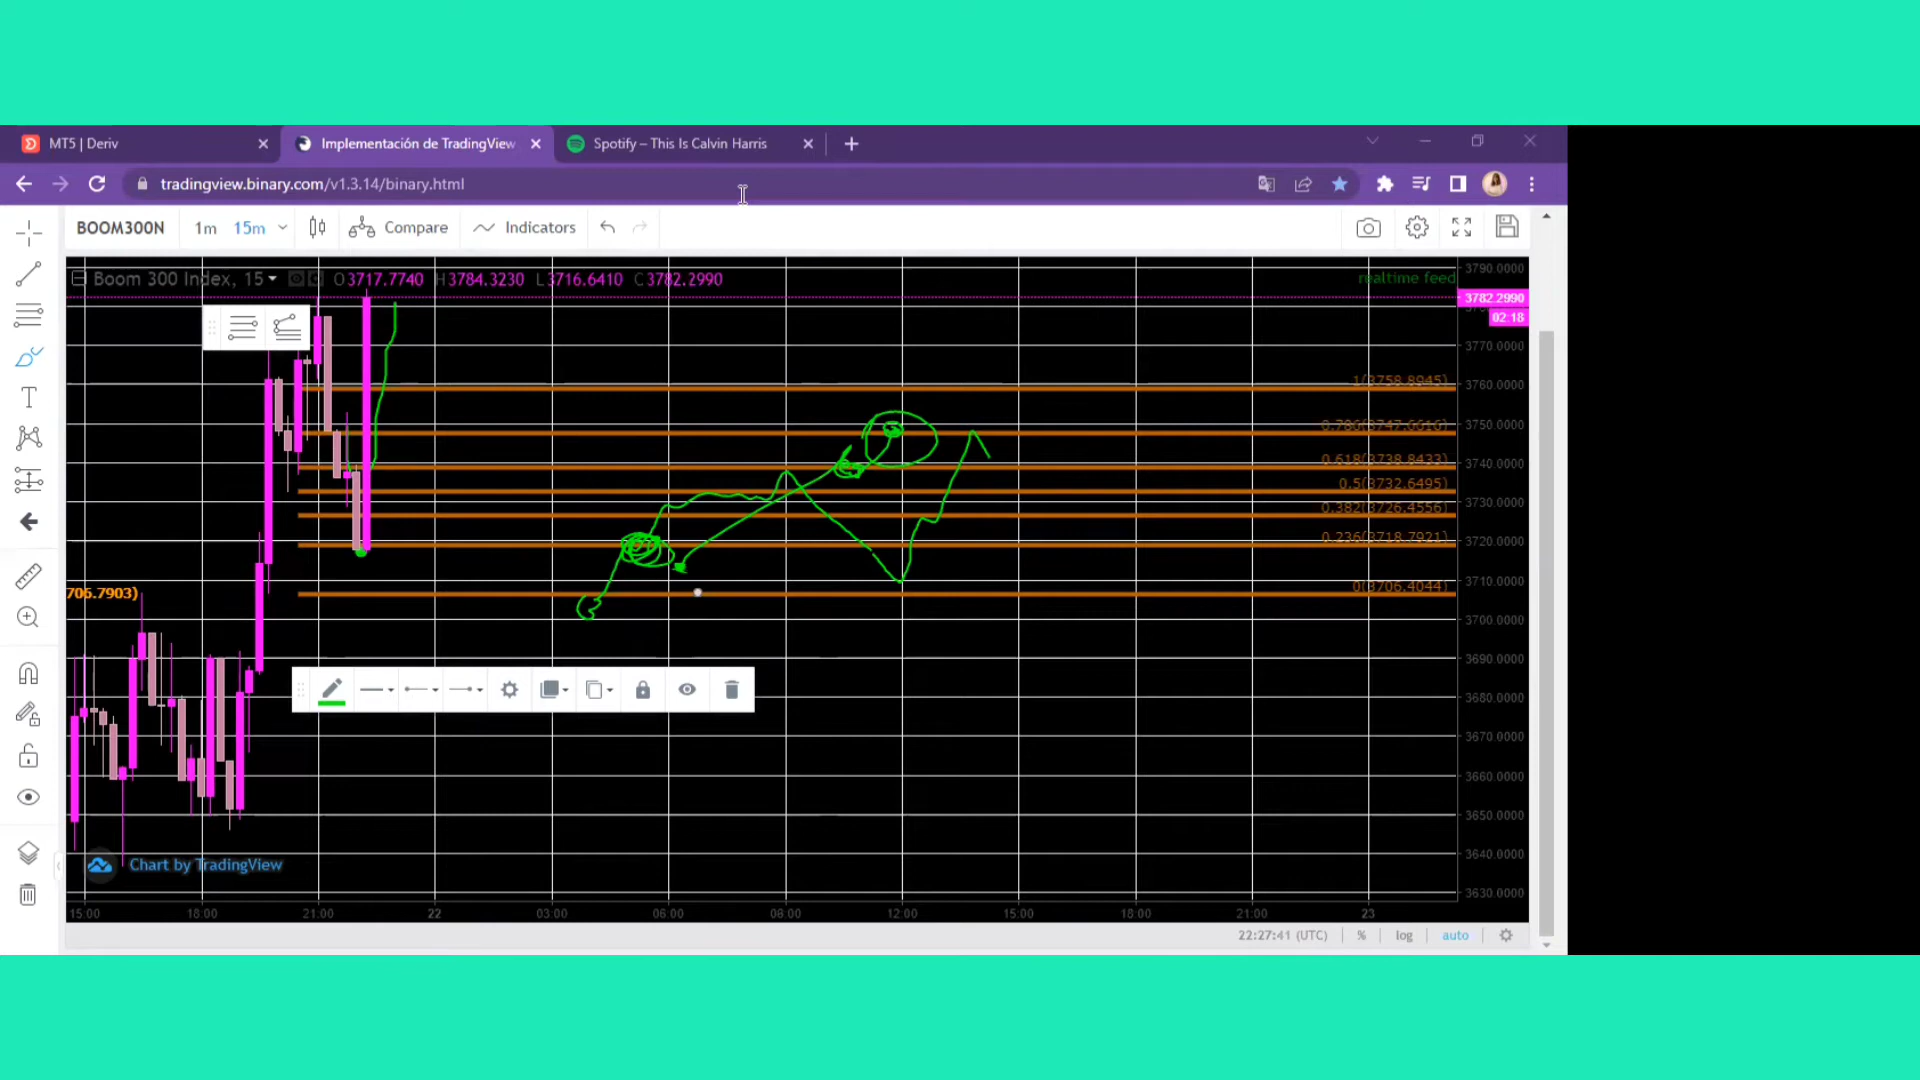 MT5 | Deriv
Implementación de TradingView
Spotify – This Is Calvin Harris
tradingview.binary.com/v1.3.14/binary.html
BOOM300N 1m 15m Compare Indicators
Boom 300 Index, 15 O3717.7740 H3784.3230 L3716.6410 C3782.2990
realtime feed
3790.0000
3782.2990
02:18
3770.0000
1(3758.8945)
3760.0000
0.786(3747.6616)
3750.0000
0.618(3738.8433)
3740.0000
0.5(3732.6495)
0.382(3726.4556)
3730.0000
0.236(3718.7921)
3720.0000
0(3706.4044)
3710.0000
706.7903)
3700.0000
3690.0000
3680.0000
3670.0000
3660.0000
3650.0000
3640.0000
3630.0000
Chart by TradingView
15:00 18:00 21:00 22 03:00 06:00 12:00 15:00 18:00 21:00 23
22:27:41 (UTC) % log auto